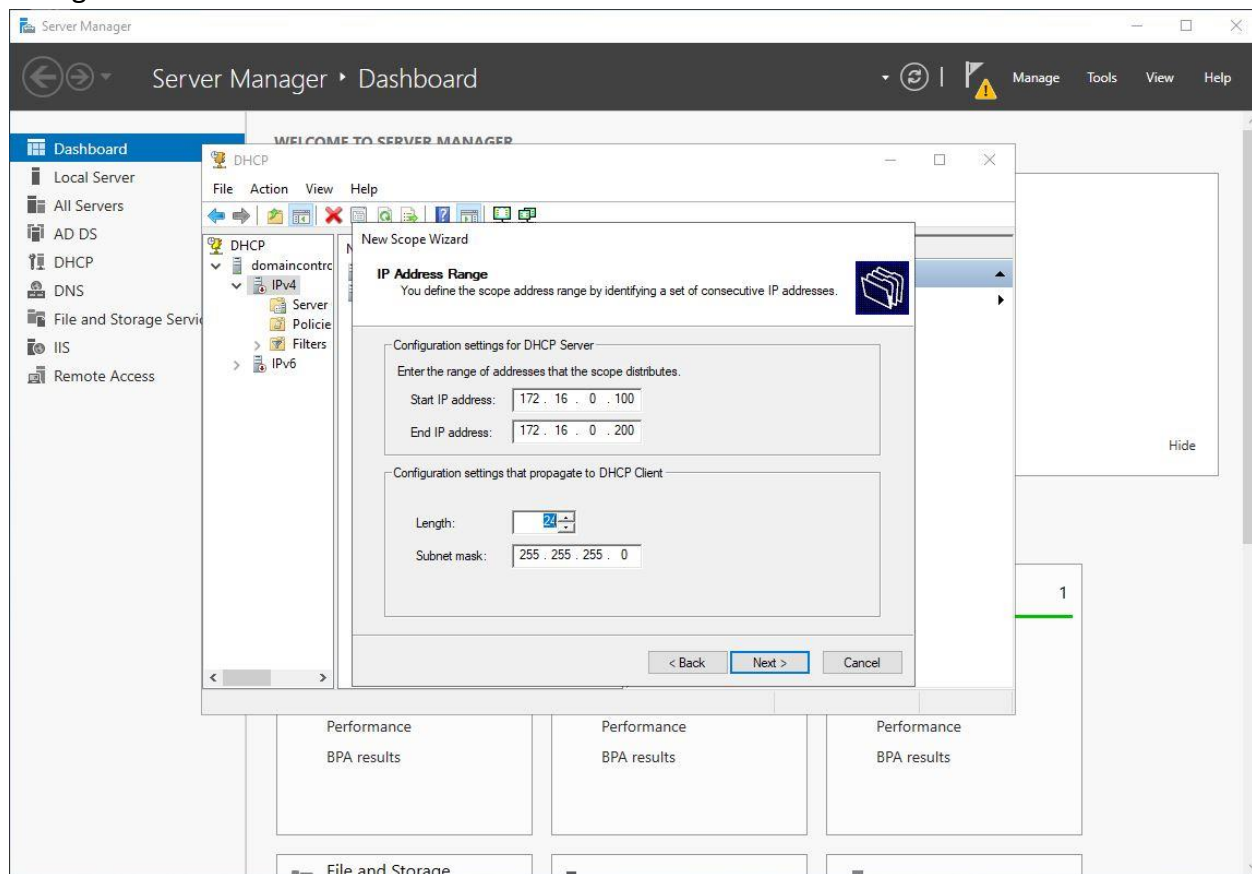 Server Manager
Server Manager ‣ Dashboard
Manage Tools View Help
Dashboard
Local Server
All Servers
AD DS
DHCP
DNS
File and Storage Servi
IIS
Remote Access
WELCOME TO SERVER MANAGER
DHCP
File Action View Help
DHCP
domaincontrc
IPv4
Server
Policie
Filters
IPv6
New Scope Wizard
IP Address Range
You define the scope address range by identifying a set of consecutive IP addresses.
Configuration settings for DHCP Server
Enter the range of addresses that the scope distributes.
Start IP address: 172 . 16 . 0 . 100
End IP address: 172 . 16 . 0 . 200
Configuration settings that propagate to DHCP Client
Length: 24
Subnet mask: 255 . 255 . 255 . 0
< Back Next > Cancel
Hide
1
Performance Performance Performance
BPA results BPA results BPA results
File and Storage